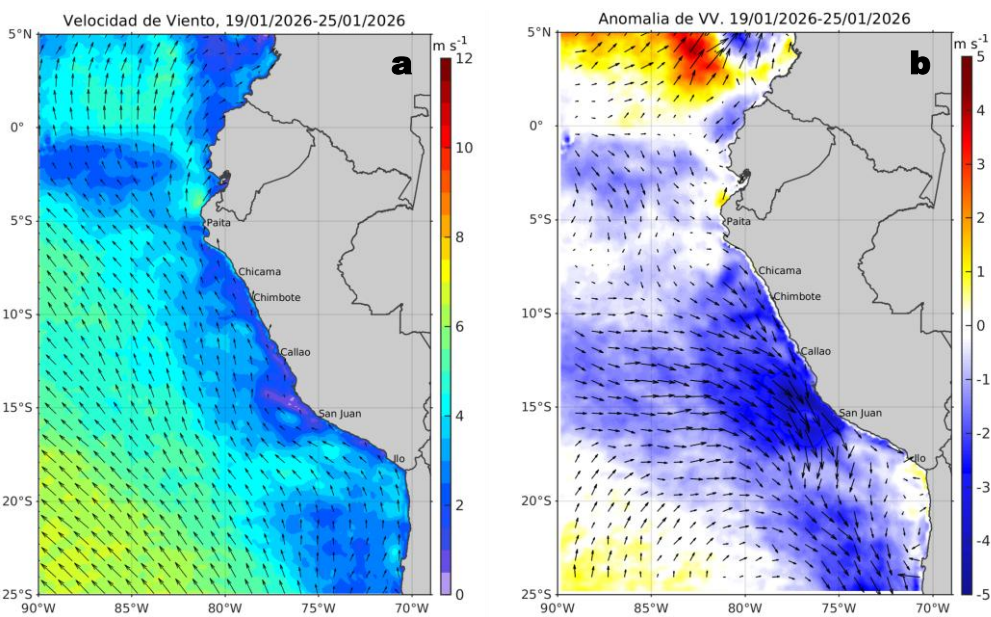 Velocidad de Viento, 19/01/2026-25/01/2026
a
m s-1
5°N
0°
5°S
10°S
15°S
20°S
25°S
90°W
85°W
80°W
75°W
70°W
Paita
Chicama
Chimbote
Callao
San Juan
Ilo
12
10
8
6
4
2
0
Anomalia de VV. 19/01/2026-25/01/2026
b
m s-1
5°N
0°
5°S
10°S
15°S
20°S
25°S
90°W
85°W
80°W
75°W
70°W
Paita
Chicama
Chimbote
Callao
San Juan
Ilo
5
4
3
2
1
0
-1
-2
-3
-4
-5